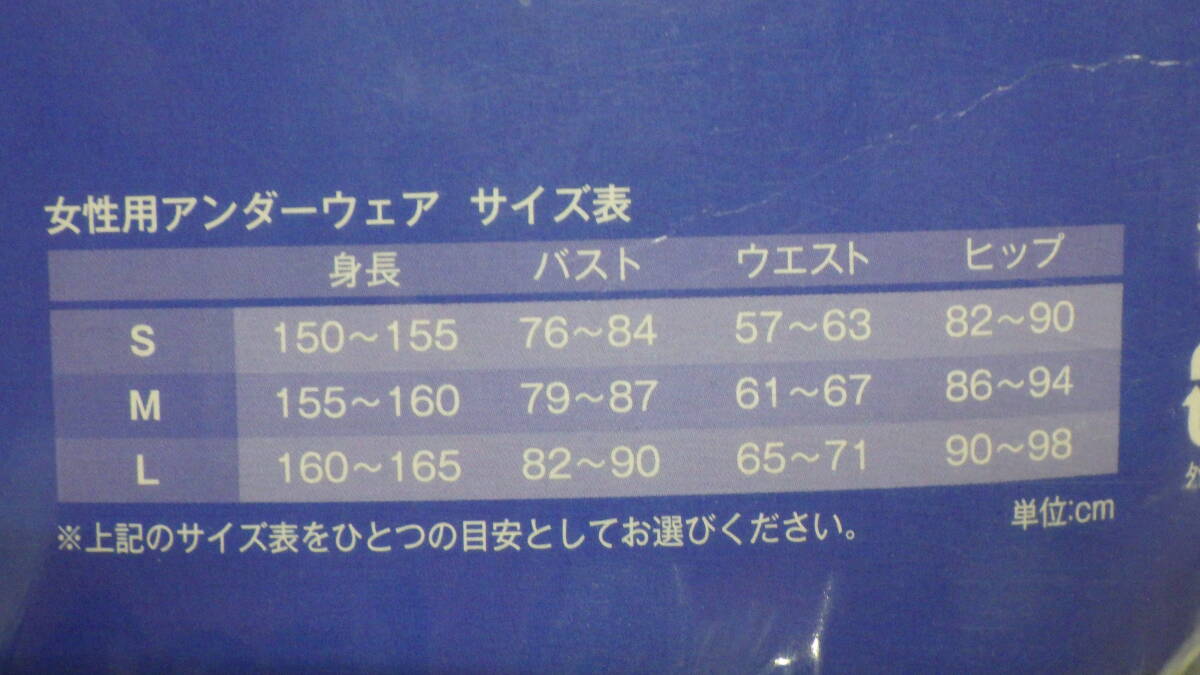 女性用アンダーウェア サイズ表
身長 バスト ウエスト ヒップ
S 150～155 76～84 57～63 82～90
M 155～160 79～87 61～67 86～94
L 160～165 82～90 65～71 90～98
※上記のサイズ表をひとつの目安としてお選びください。 単位:cm